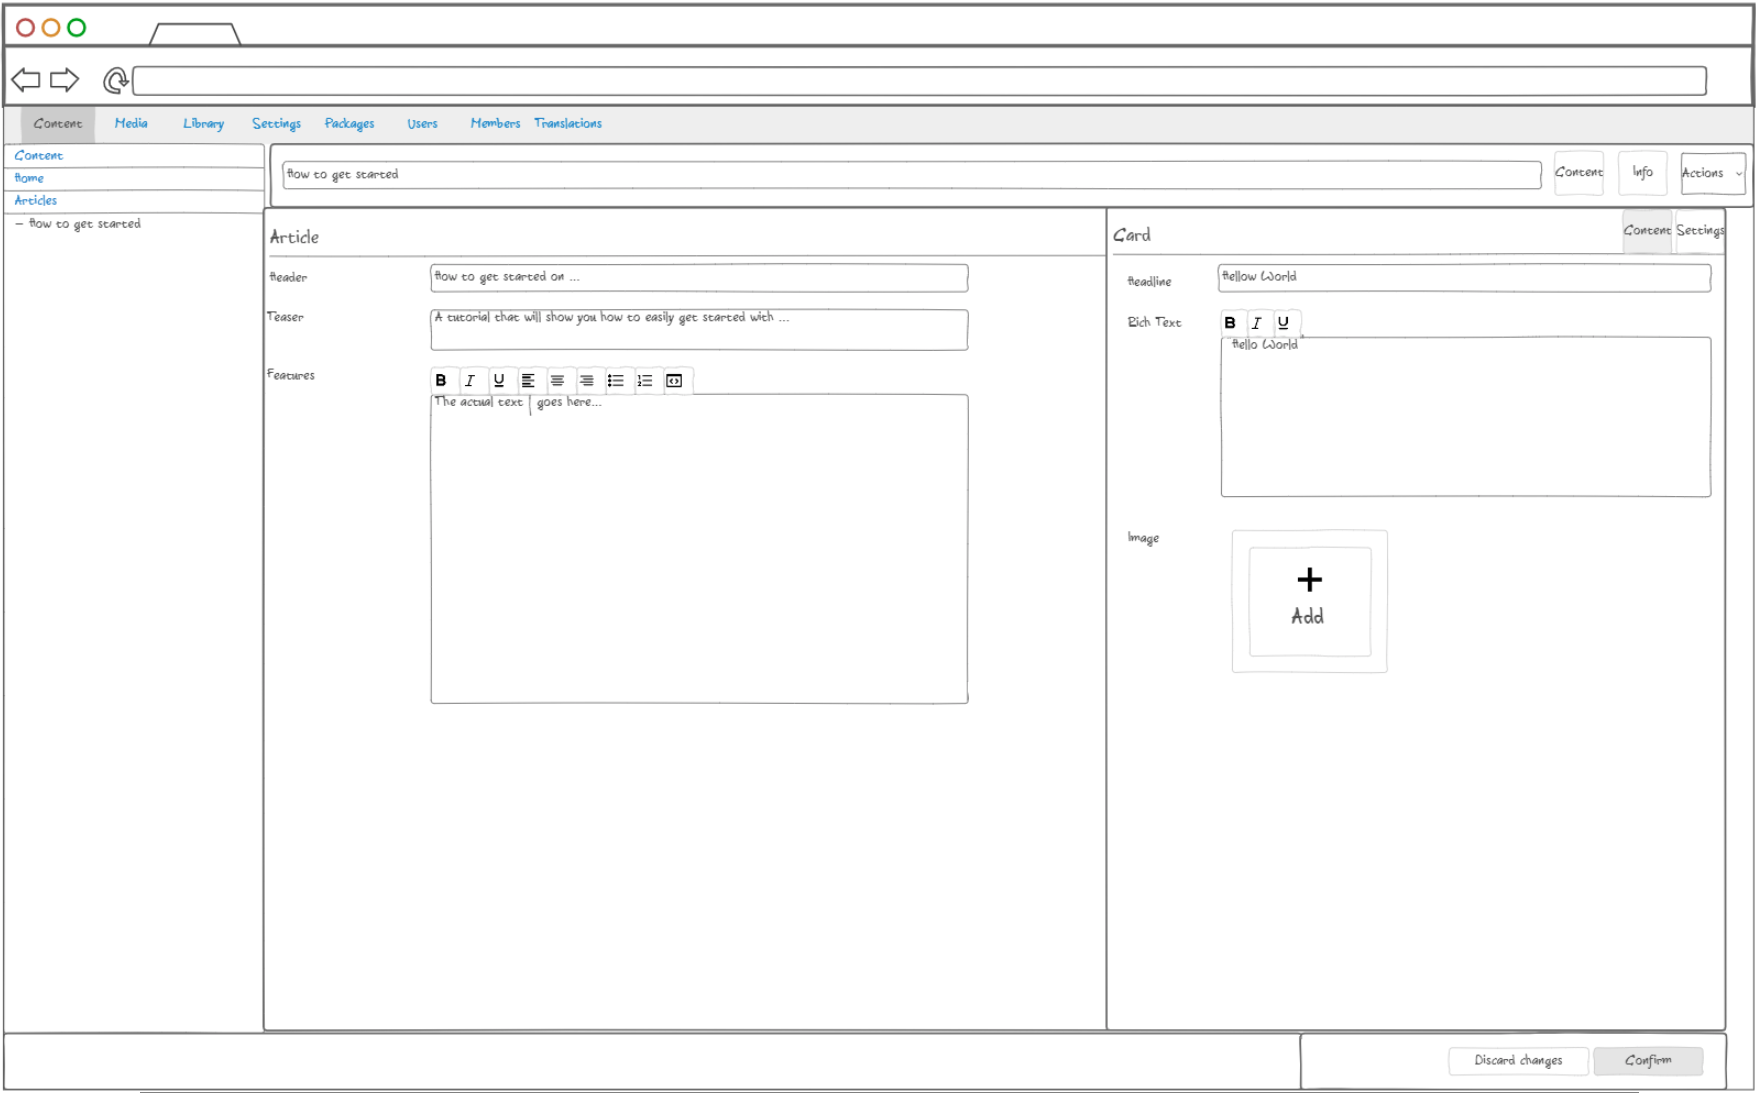 Content Media Library Settings Packages Users Members Translations
Content
Home
Articles
– How to get started
How to get started
Content Info Actions
Article
Header
How to get started on ...
Teaser
A tutorial that will show you how to easily get started with ...
Features
B I U
The actual text | goes here...
Card
Content Settings
Headline
Hellow World
Rich Text
B I U
Hello World
Image
+
Add
Discard changes Confirm